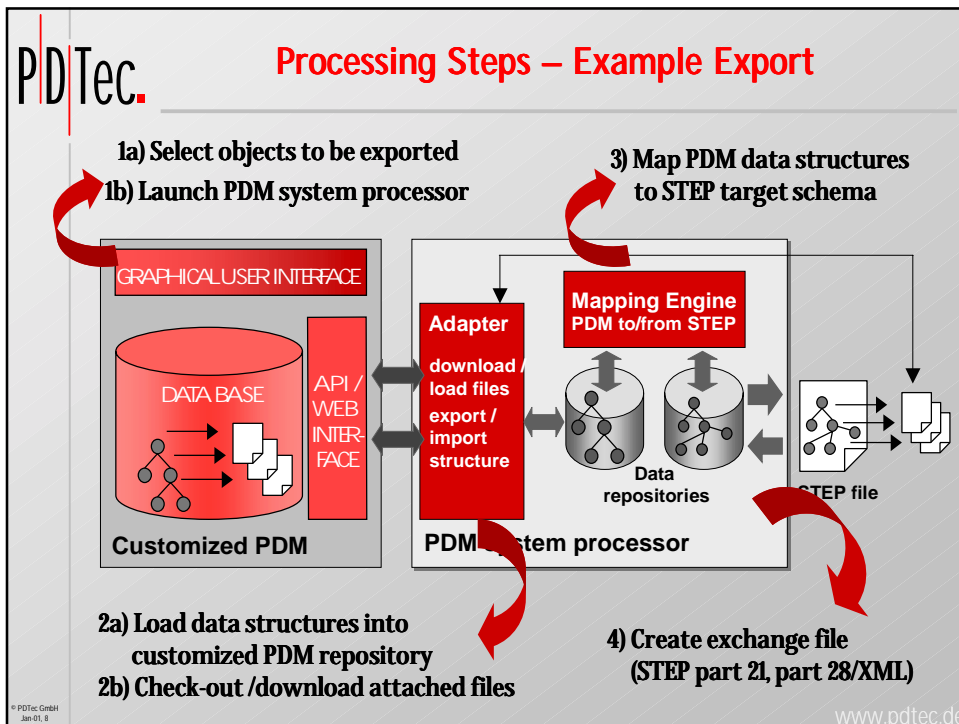 PDTec.
Processing Steps – Example Export
1a) Select objects to be exported
1b) Launch PDM system processor
3) Map PDM data structures
to STEP target schema
GRAPHICAL USER INTERFACE
DATA BASE
API /
WEB
INTER-
FACE
Customized PDM
Adapter
download /
load files
export /
import
structure
Mapping Engine
PDM to/from STEP
Data
repositories
PDM system processor
STEP file
2a) Load data structures into
customized PDM repository
2b) Check-out /download attached files
4) Create exchange file
(STEP part 21, part 28/XML)
© PDTec GmbH
Jan-01, 8
www.pdtec.de